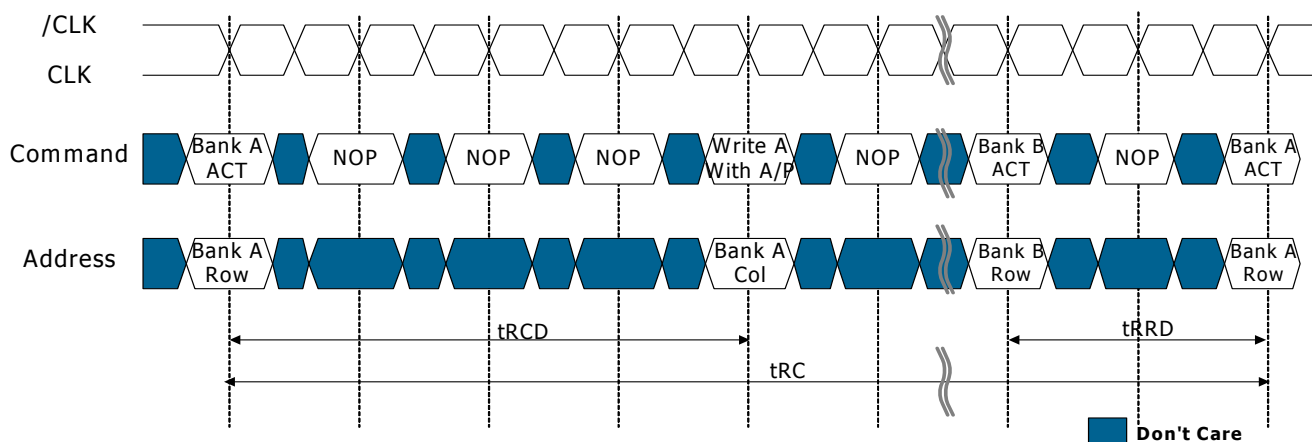 /CLK
CLK
Command
Bank A
ACT
NOP
NOP
NOP
Write A
With A/P
NOP
Bank B
ACT
NOP
Bank A
ACT
Address
Bank A
Row
Bank A
Col
Bank B
Row
Bank A
Row
tRCD
tRRD
tRC
Don't Care